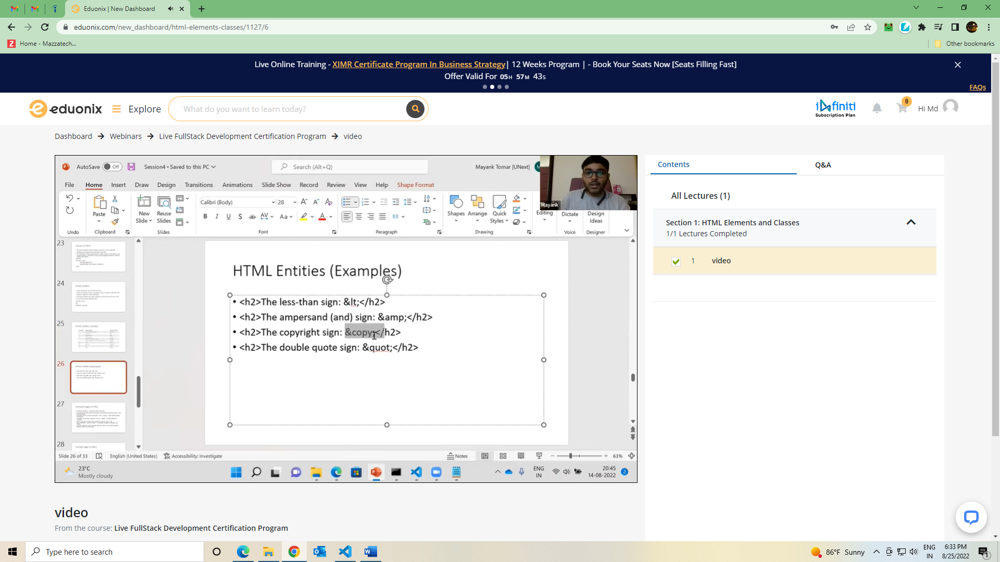 Eduonix | New Dashboard
eduonix.com/new_dashboard/html-elements-classes/1127/6
Home - Mazzatech...
Other bookmarks
Live Online Training - XIMR Certificate Program In Business Strategy| 12 Weeks Program | - Book Your Seats Now [Seats Filling Fast]
Offer Valid For 05H 57M 43S
FAQs
eduonix
Explore
What do you want to learn today?
infiniti
Subscription Plan
0
Hi Md
Dashboard → Webinars → Live FullStack Development Certification Program → video
AutoSave Off
Session4 • Saved to this PC
Search (Alt+Q)
Mayank Tomar [UNext]
File Home Insert Draw Design Transitions Animations Slide Show Record Review View Help Shape Format
Mayank
Paste
New Slide
Reuse Slides
Calibri (Body) 28
B I U S ab AV Aa A
Shapes Arrange Quick Styles
Editing
Dictate
Design Ideas
Undo Clipboard Slides Font Paragraph Drawing Voice Designer
23
24
HTML Entities
25
26
27
28
HTML Entities (Examples)
• <h2>The less-than sign: &lt;</h2>
• <h2>The ampersand (and) sign: &amp;</h2>
• <h2>The copyright sign: &copy;</h2>
• <h2>The double quote sign: &quot;</h2>
Slide 26 of 33
English (United States)
Accessibility: Investigate
Notes
63%
23°C
Mostly cloudy
ENG
IN
20:45
14-08-2022
2
Contents
Q&A
All Lectures (1)
Section 1: HTML Elements and Classes
1/1 Lectures Completed
1 video
video
From the course: Live FullStack Development Certification Program
Type here to search
86°F Sunny
ENG
IN
6:33 PM
8/25/2022
1